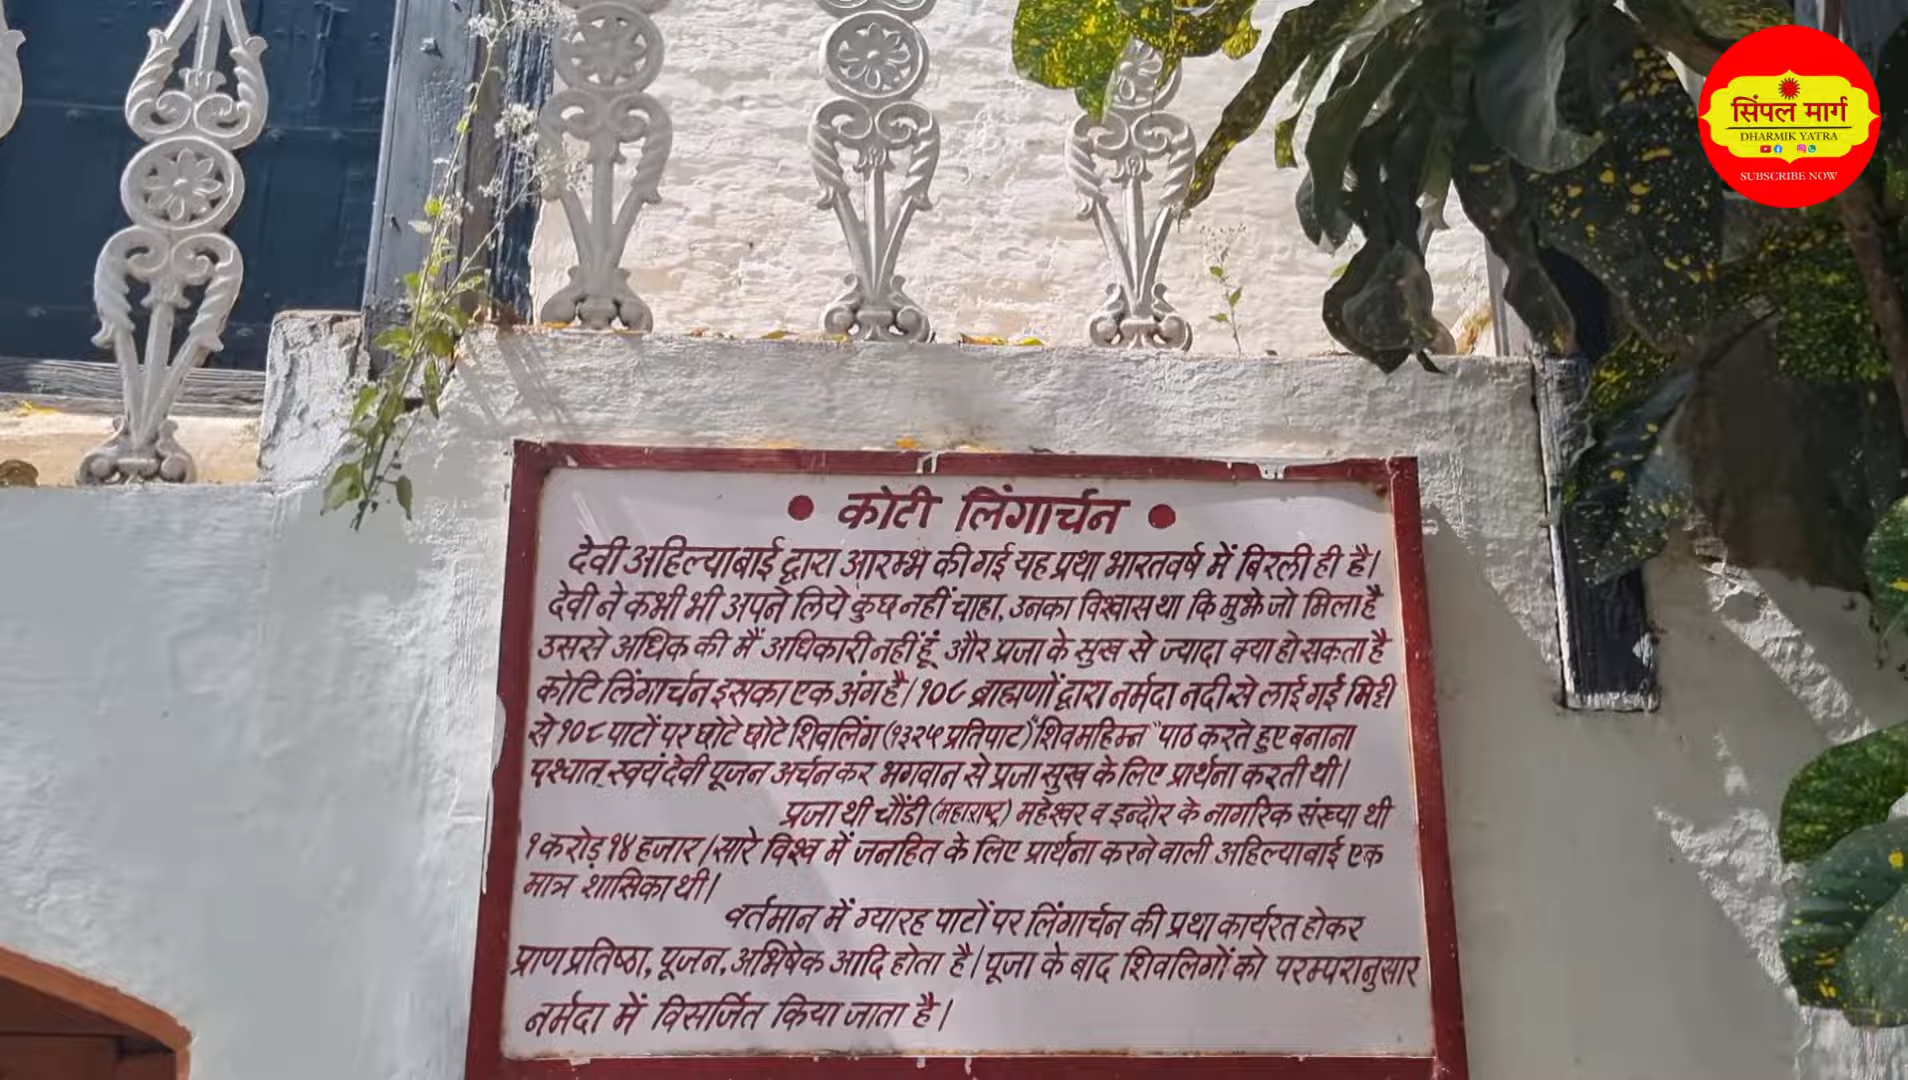 सिंपल मार्ग
DHARMIK YATRA
SUBSCRIBE NOW
• कोटी लिंगार्चन •
देवी अहिल्याबाई द्वारा आरम्भ की गई यह प्रथा भारतवर्ष में बिरली ही है।
देवी ने कभी भी अपने लिये कुछ नहीं चाहा, उनका विश्वास था कि मुझे जो मिला है
उससे अधिक की मैं अधिकारी नहीं हूं और प्रजा के सुख से ज्यादा क्या हो सकता है
कोटि लिंगार्चन इसका एक अंग है। १०८ ब्राह्मणों द्वारा नर्मदा नदी से लाई गई मिट्टी
से १०८ पाटों पर छोटे छोटे शिवलिंग (१३२५ प्रतिपाट) "शिवमहिम्न" पाठ करते हुए बनाना
पश्चात् स्वयं देवी पूजन अर्चन कर भगवान से प्रजा सुख के लिए प्रार्थना करती थी।
प्रजा थी चौंडी (महाराष्ट्र) महेश्वर व इन्दौर के नागरिक संख्या थी
१ करोड़ १४ हजार। सारे विश्व में जनहित के लिए प्रार्थना करने वाली अहिल्याबाई एक
मात्र शासिका थी।
वर्तमान में ग्यारह पाटों पर लिंगार्चन की प्रथा कार्यरत होकर
प्राण प्रतिष्ठा, पूजन, अभिषेक आदि होता है। पूजा के बाद शिवलिगों को परम्परानुसार
नर्मदा में विसर्जित किया जाता है।